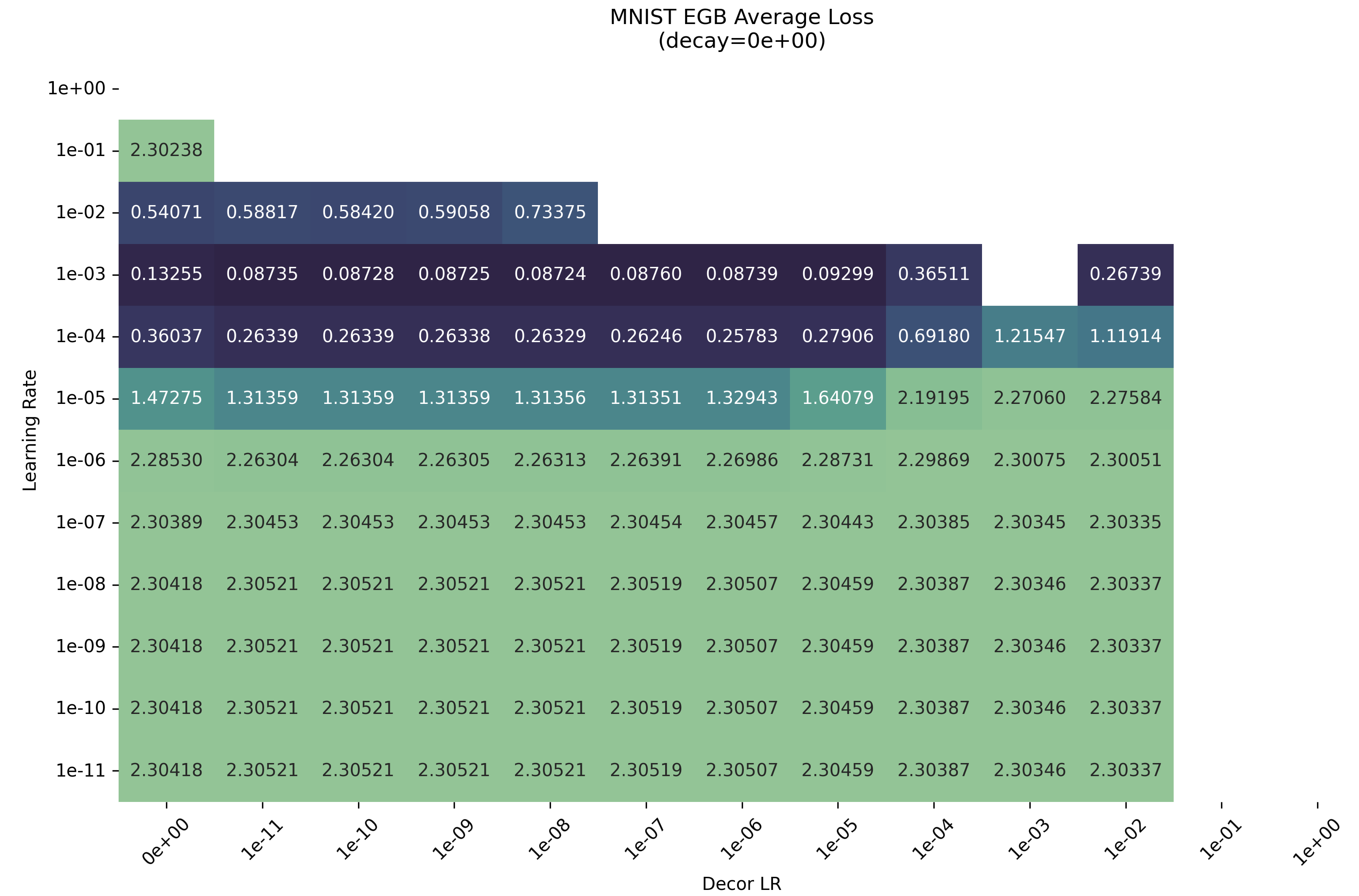 MNIST EGB Average Loss
(decay=0e+00)
1e+00
1e-01 2.30238
1e-02 0.54071 0.58817 0.58420 0.59058 0.73375
1e-03 0.13255 0.08735 0.08728 0.08725 0.08724 0.08760 0.08739 0.09299 0.36511 0.26739
1e-04 0.36037 0.26339 0.26339 0.26338 0.26329 0.26246 0.25783 0.27906 0.69180 1.21547 1.11914
Learning Rate
1e-05 1.47275 1.31359 1.31359 1.31359 1.31356 1.31351 1.32943 1.64079 2.19195 2.27060 2.27584
1e-06 2.28530 2.26304 2.26304 2.26305 2.26313 2.26391 2.26986 2.28731 2.29869 2.30075 2.30051
1e-07 2.30389 2.30453 2.30453 2.30453 2.30453 2.30454 2.30457 2.30443 2.30385 2.30345 2.30335
1e-08 2.30418 2.30521 2.30521 2.30521 2.30521 2.30519 2.30507 2.30459 2.30387 2.30346 2.30337
1e-09 2.30418 2.30521 2.30521 2.30521 2.30521 2.30519 2.30507 2.30459 2.30387 2.30346 2.30337
1e-10 2.30418 2.30521 2.30521 2.30521 2.30521 2.30519 2.30507 2.30459 2.30387 2.30346 2.30337
1e-11 2.30418 2.30521 2.30521 2.30521 2.30521 2.30519 2.30507 2.30459 2.30387 2.30346 2.30337
0e+00 1e-11 1e-10 1e-09 1e-08 1e-07 1e-06 1e-05 1e-04 1e-03 1e-02 1e-01 1e+00
Decor LR